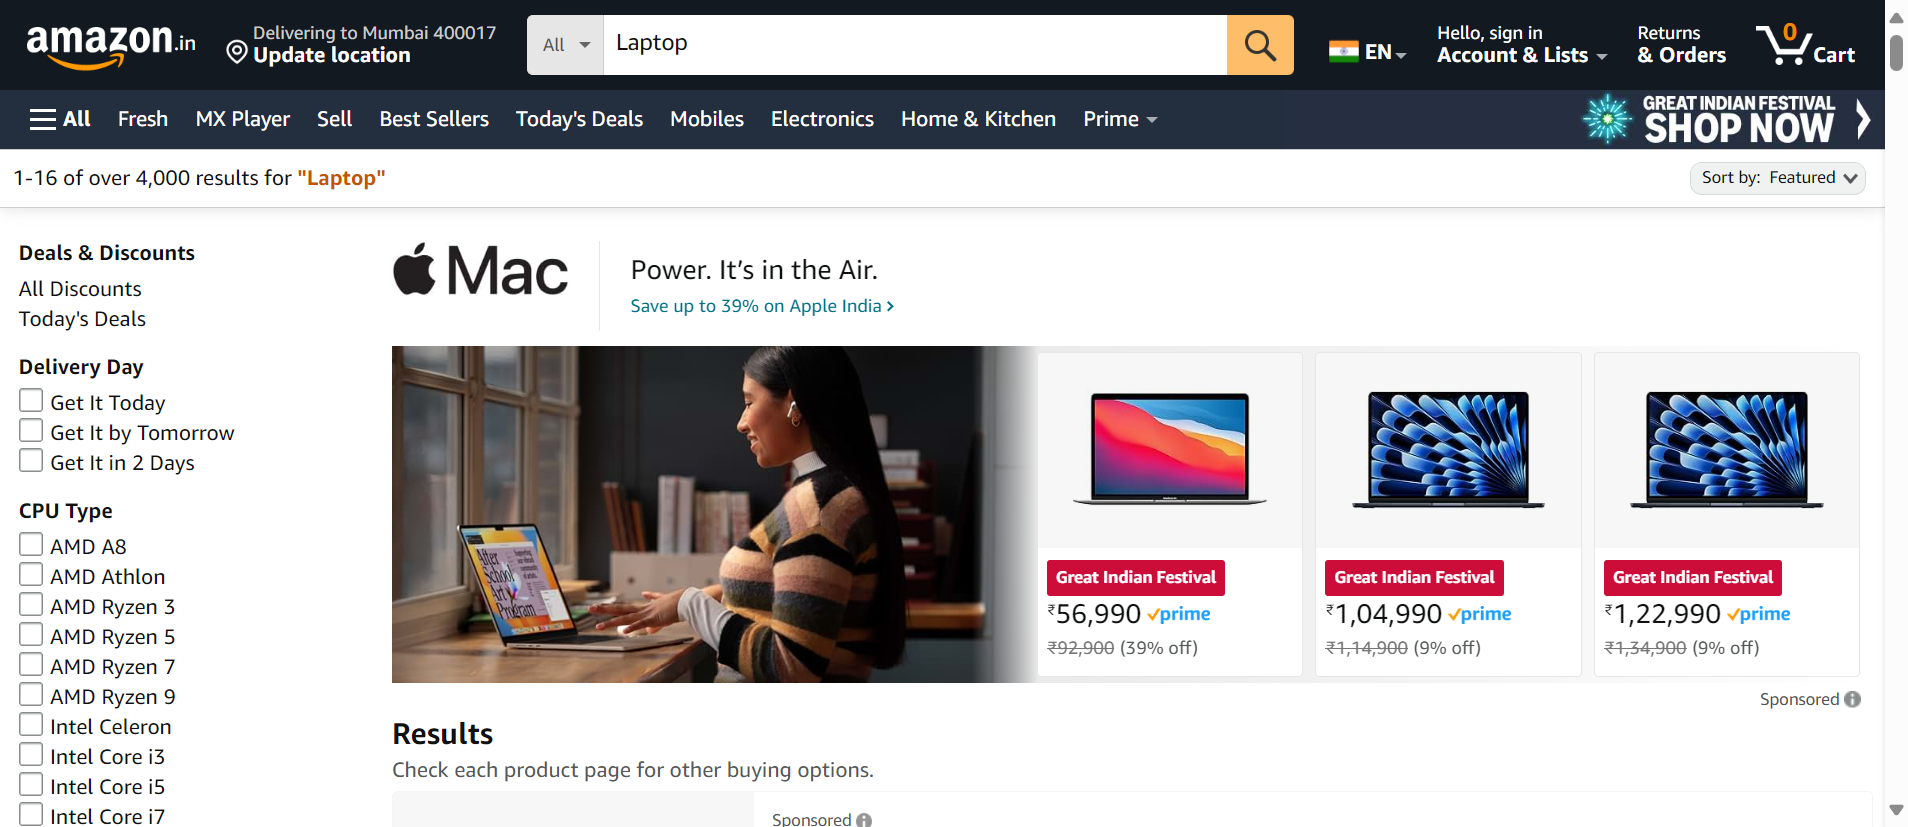 amazon.in
Delivering to Mumbai 400017
Update location
All
Laptop
EN
Hello, sign in
Account & Lists
Returns
& Orders
0
Cart
All
Fresh
MX Player
Sell
Best Sellers
Today's Deals
Mobiles
Electronics
Home & Kitchen
Prime
GREAT INDIAN FESTIVAL
SHOP NOW
1-16 of over 4,000 results for "Laptop"
Sort by: Featured
Deals & Discounts
All Discounts
Today's Deals
Delivery Day
Get It Today
Get It by Tomorrow
Get It in 2 Days
CPU Type
AMD A8
AMD Athlon
AMD Ryzen 3
AMD Ryzen 5
AMD Ryzen 7
AMD Ryzen 9
Intel Celeron
Intel Core i3
Intel Core i5
Intel Core i7
Mac
Power. It's in the Air.
Save up to 39% on Apple India
After
School
Art
Program
Great Indian Festival
₹56,990 prime
₹92,900 (39% off)
Great Indian Festival
₹1,04,990 prime
₹1,14,900 (9% off)
Great Indian Festival
₹1,22,990 prime
₹1,34,900 (9% off)
Sponsored
Results
Check each product page for other buying options.
Sponsored